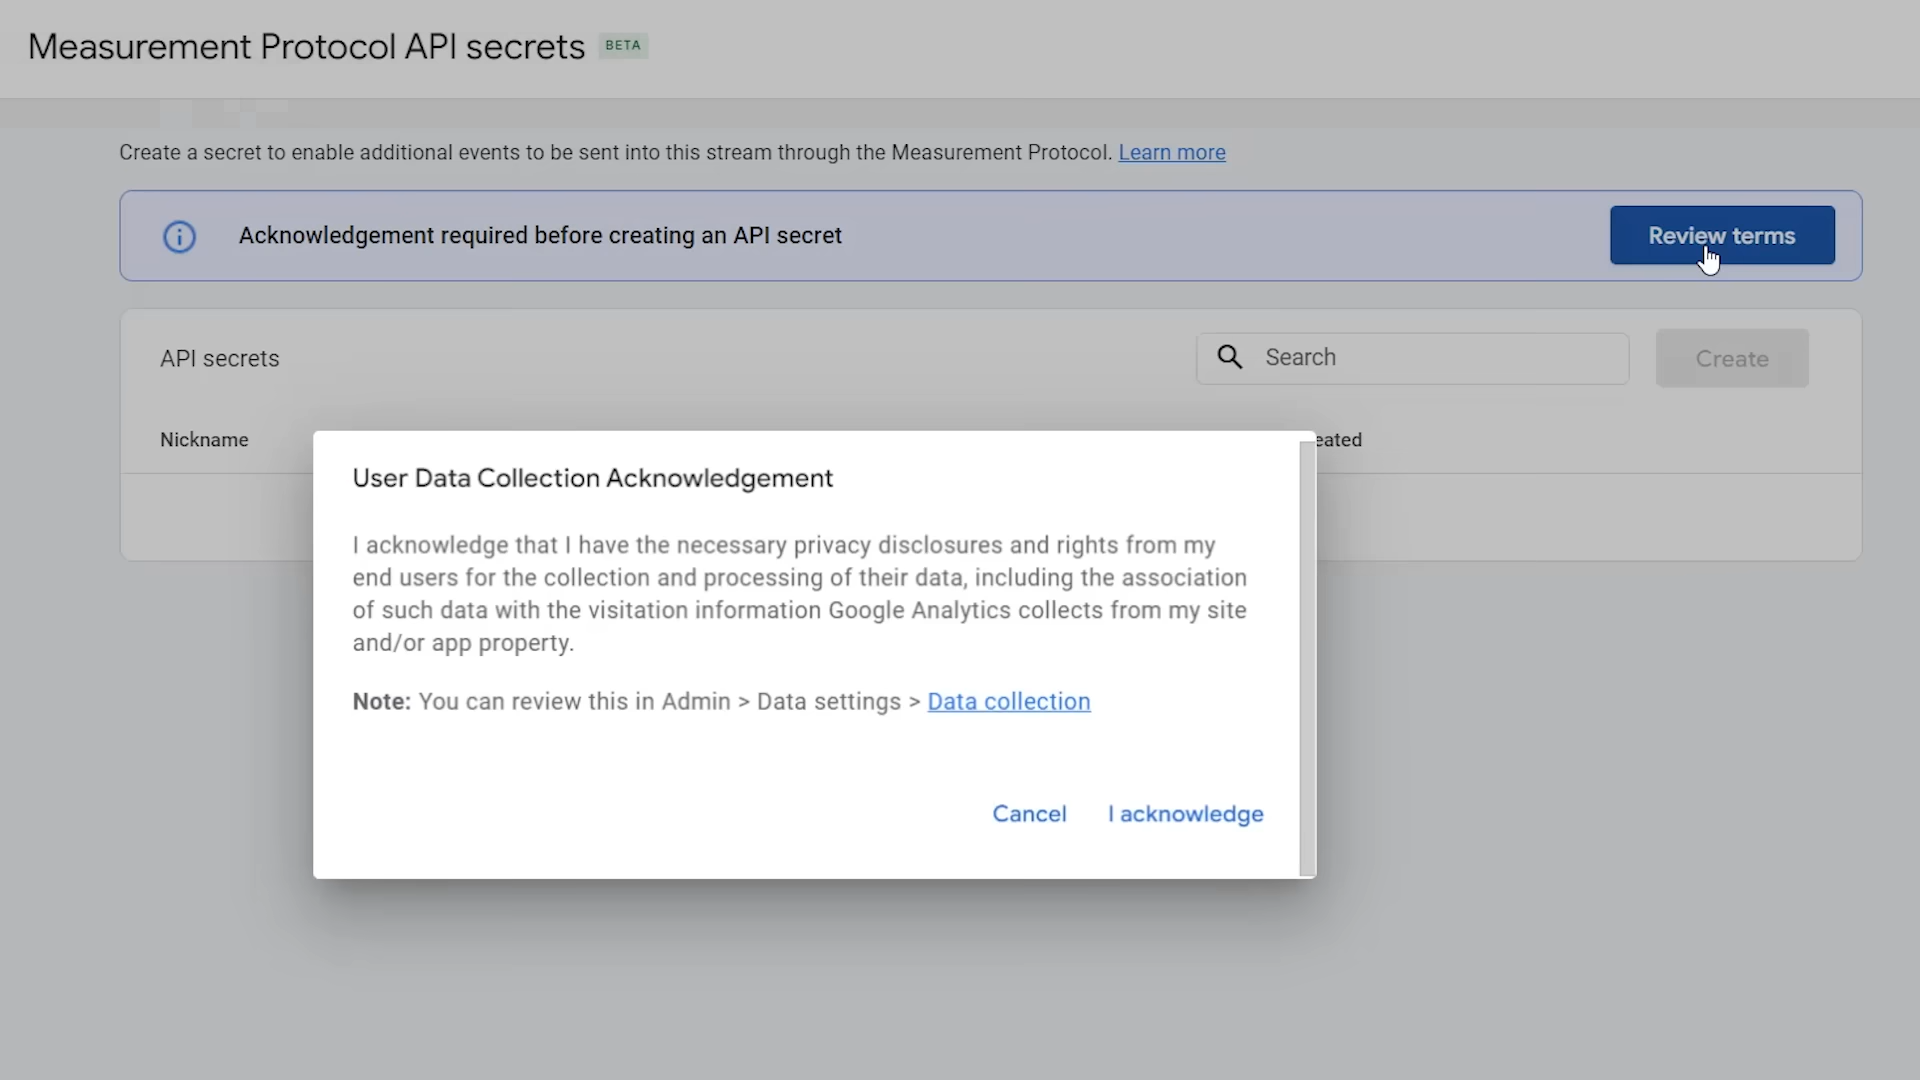 Measurement Protocol API secrets BETA
Create a secret to enable additional events to be sent into this stream through the Measurement Protocol. Learn more
Acknowledgement required before creating an API secret
Review terms
API secrets
Search
Create
Nickname
eated
User Data Collection Acknowledgement
I acknowledge that I have the necessary privacy disclosures and rights from my
end users for the collection and processing of their data, including the association
of such data with the visitation information Google Analytics collects from my site
and/or app property.
Note: You can review this in Admin > Data settings > Data collection
Cancel
I acknowledge